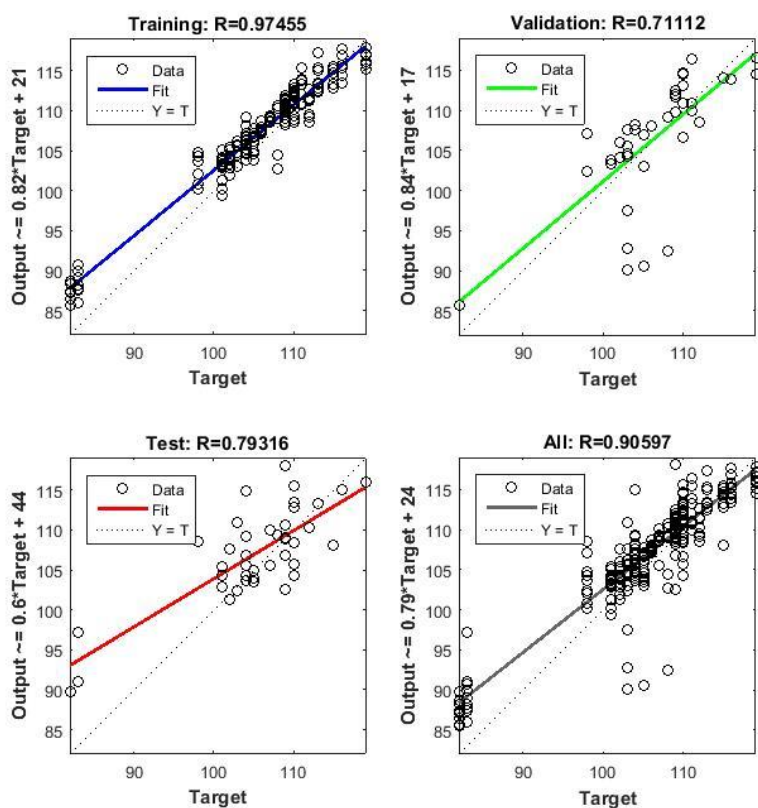 Training: R=0.97455
Output ~= 0.82*Target + 21
115
110
105
100
95
90
85
Data
Fit
Y = T
90
100
110
Target
Validation: R=0.71112
Output ~= 0.84*Target + 17
115
110
105
100
95
90
85
Data
Fit
Y = T
90
100
110
Target
Test: R=0.79316
Output ~= 0.6*Target + 44
115
110
105
100
95
90
85
Data
Fit
Y = T
90
100
110
Target
All: R=0.90597
Output ~= 0.79*Target + 24
115
110
105
100
95
90
85
Data
Fit
Y = T
90
100
110
Target